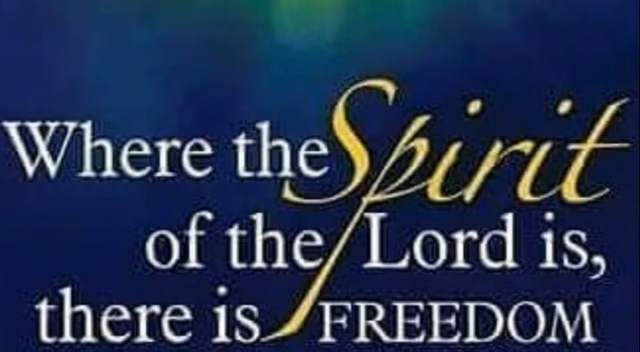 Where the Spirit
of the Lord is,
there is FREEDOM